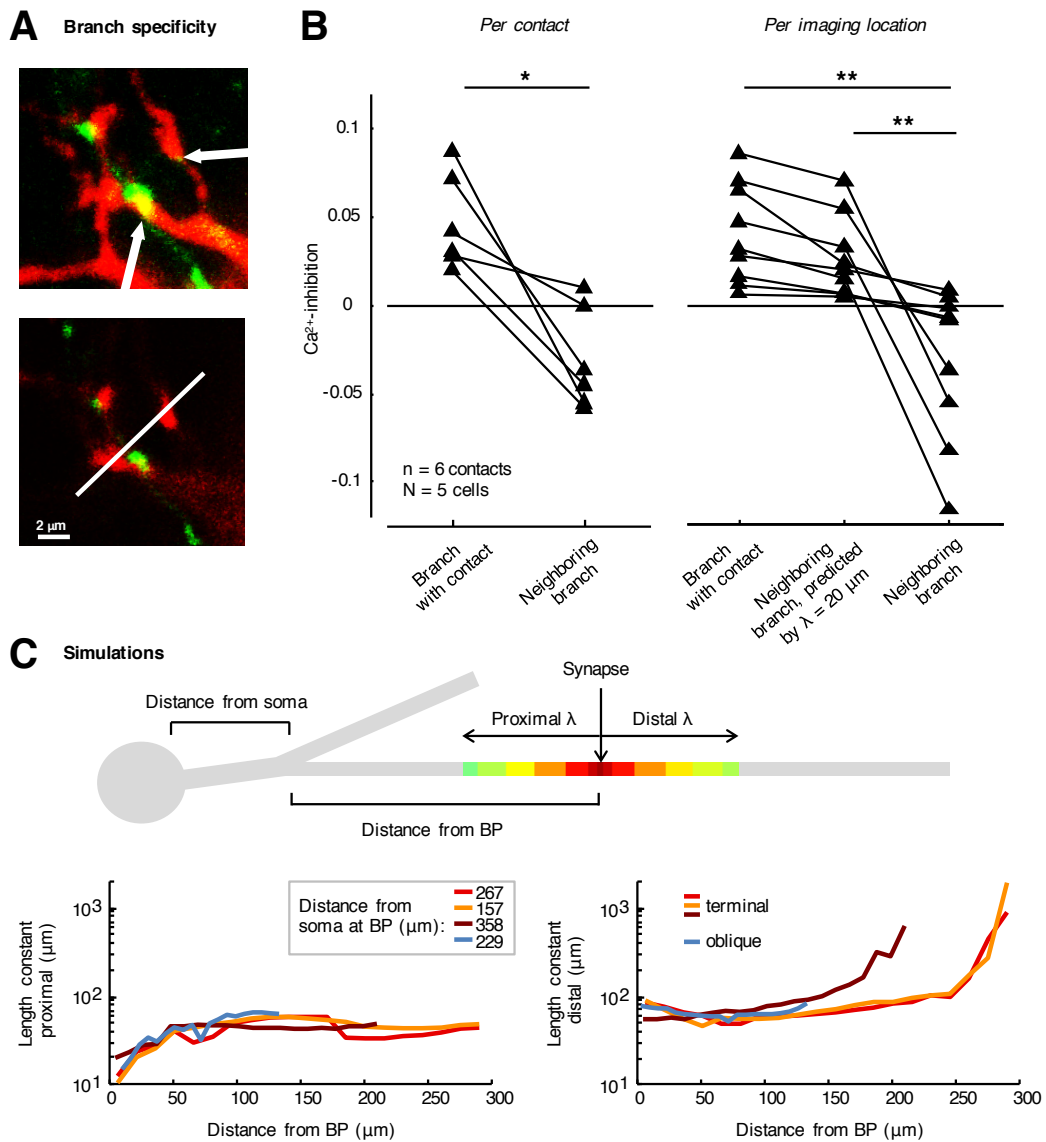 A Branch specificity
2 µm
B
Per contact
Per imaging location
*
**
**
Ca²⁺-inhibition
0.1
0.05
0
-0.05
-0.1
n = 6 contacts
N = 5 cells
Branch
with contact
Neighboring
branch
Branch
with contact
Neighboring
branch, predicted
by λ = 20 µm
Neighboring
branch
C Simulations
Synapse
Distance from soma
Proximal λ
Distal λ
Distance from BP
Length constant
proximal (µm)
10³
10²
10¹
0 50 100 150 200 250 300
Distance from BP (µm)
Distance from
soma at BP (µm):
267
157
358
229
Length constant
distal (µm)
10³
10²
10¹
0 50 100 150 200 250 300
Distance from BP (µm)
terminal
oblique